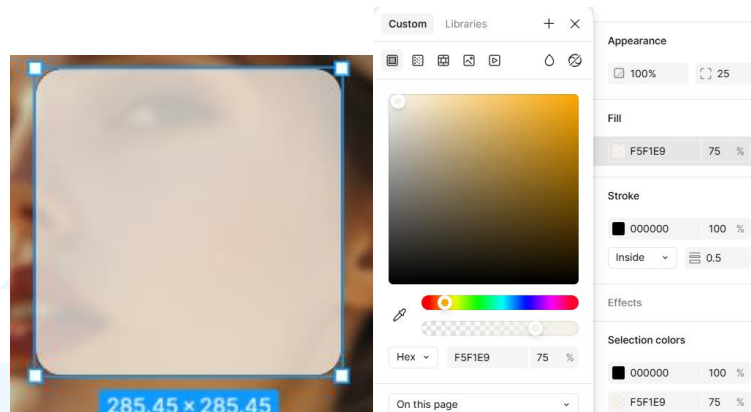 Custom Libraries
Appearance
100% 25
Fill
F5F1E9 75 %
Stroke
000000 100 %
Inside 0.5
Effects
Hex F5F1E9 75 %
Selection colors
000000 100 %
On this page
F5F1E9 75 %
285.45 × 285.45